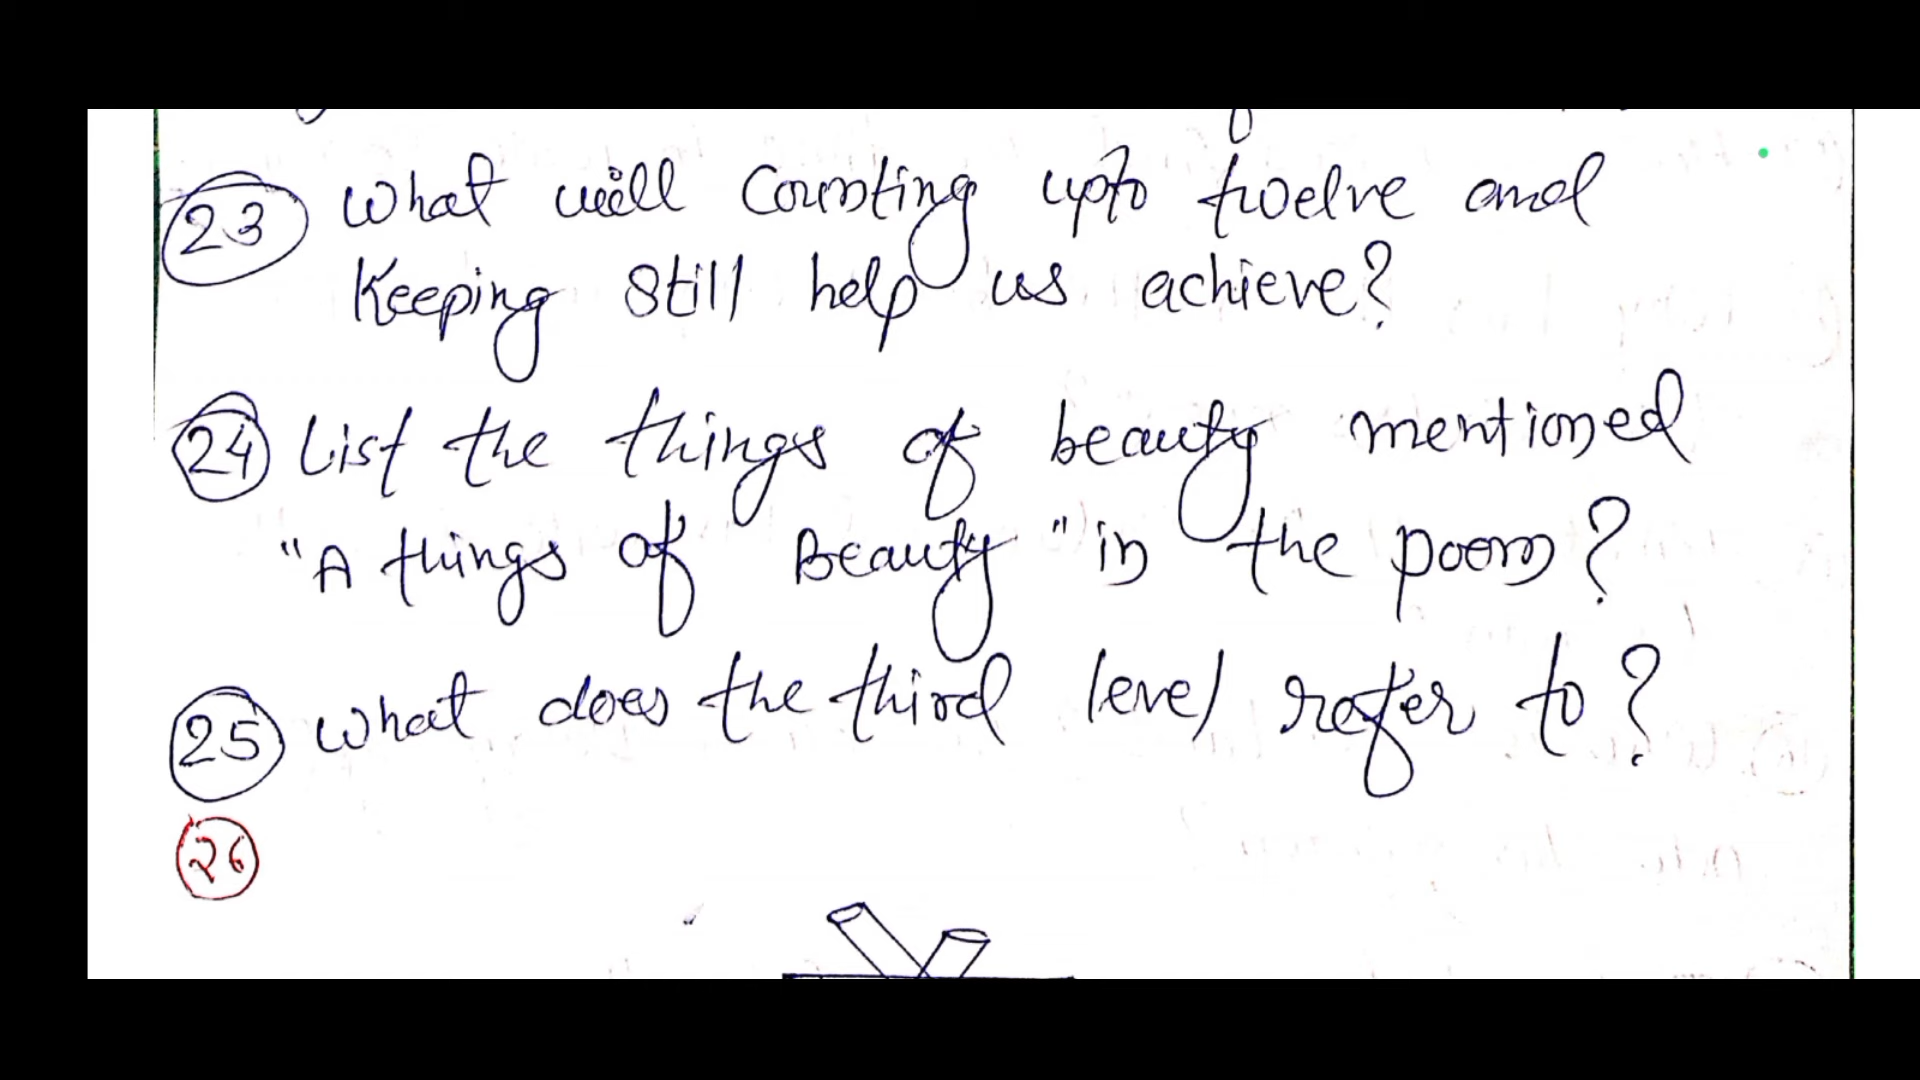 23 What will Counting upto twelve and
Keeping still help us achieve?
24 List the things of beauty mentioned
"A things of Beauty" in the poem?
25 What does the third level refer to?
26